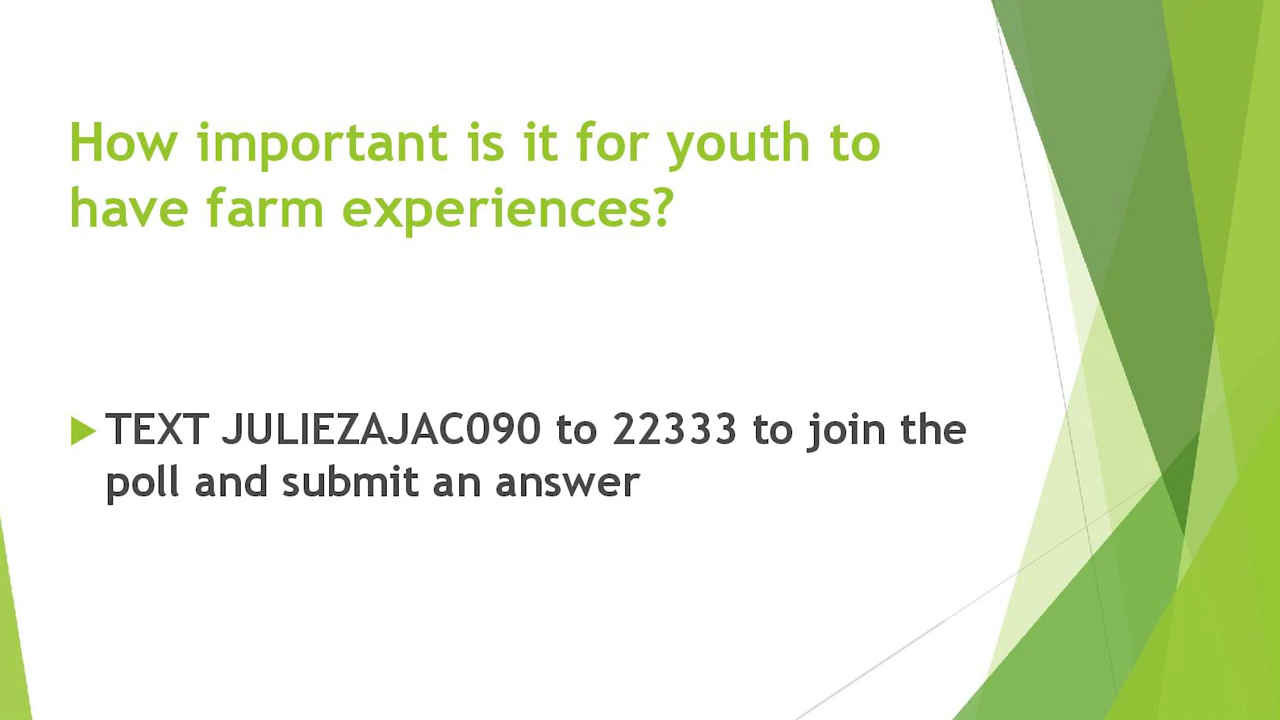 How important is it for youth to
have farm experiences?
TEXT JULIEZAJAC090 to 22333 to join the
poll and submit an answer